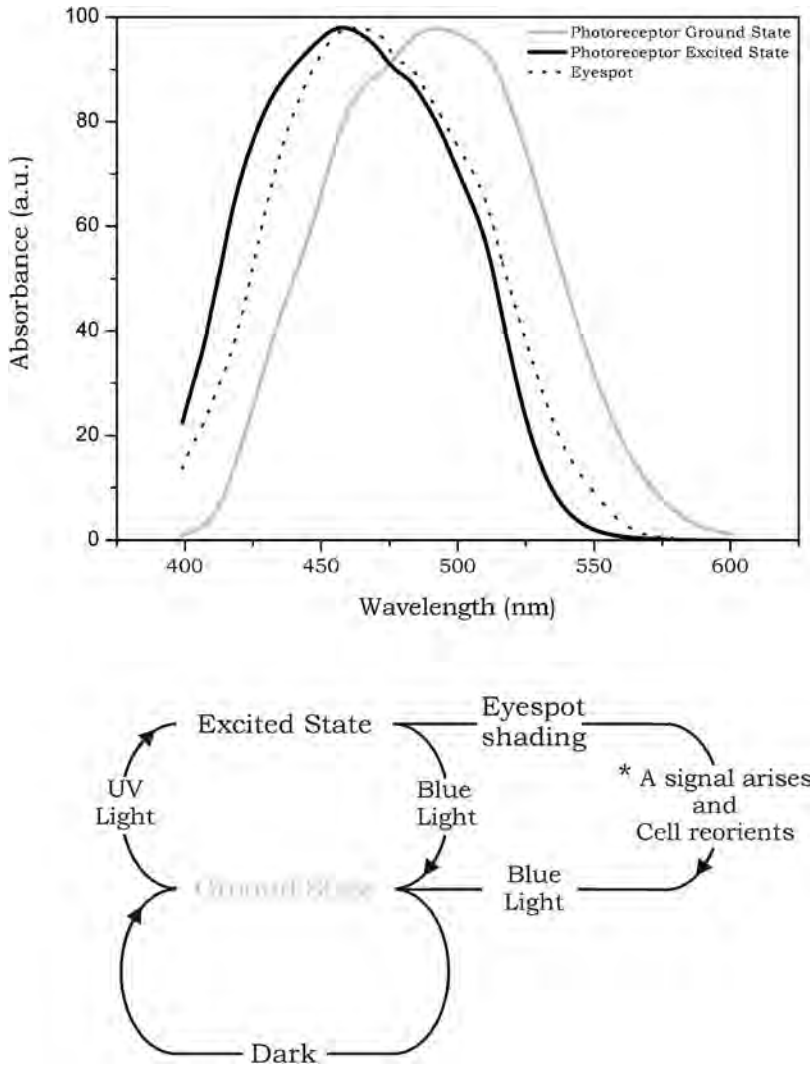 100
80
60
40
20
0
Absorbance (a.u.)
Photoreceptor Ground State
Photoreceptor Excited State
Eyespot
400
450
500
550
600
Wavelength (nm)
Excited State
Eyespot
shading
UV
Light
Blue
Light
* A signal arises
and
Cell reorients
Ground State
Blue
Light
Dark